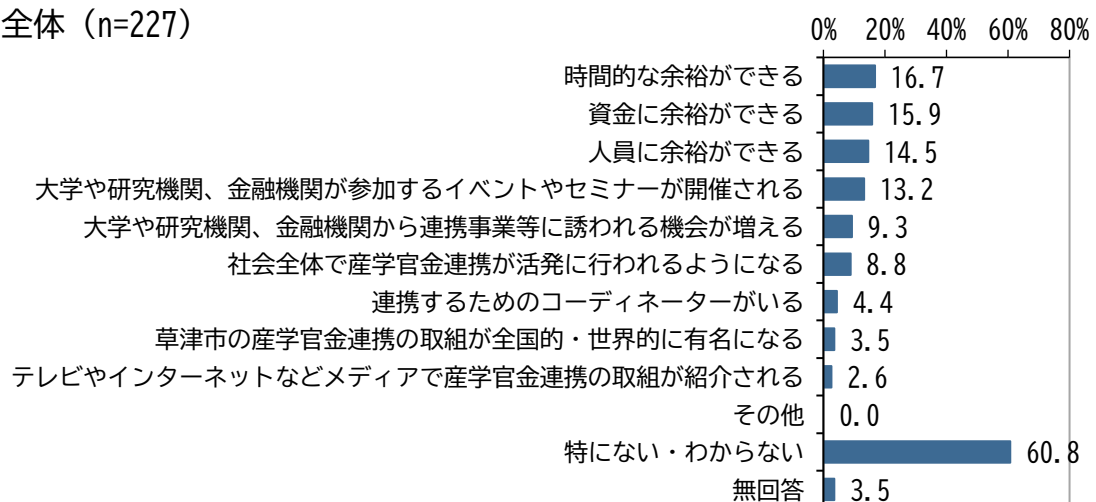 全体（n=227）
0% 20% 40% 60% 80%
時間的な余裕ができる 16.7
資金に余裕ができる 15.9
人員に余裕ができる 14.5
大学や研究機関、金融機関が参加するイベントやセミナーが開催される 13.2
大学や研究機関、金融機関から連携事業等に誘われる機会が増える 9.3
社会全体で産学官金連携が活発に行われるようになる 8.8
連携するためのコーディネーターがいる 4.4
草津市の産学官金連携の取組が全国的・世界的に有名になる 3.5
テレビやインターネットなどメディアで産学官金連携の取組が紹介される 2.6
その他 0.0
特にない・わからない 60.8
無回答 3.5